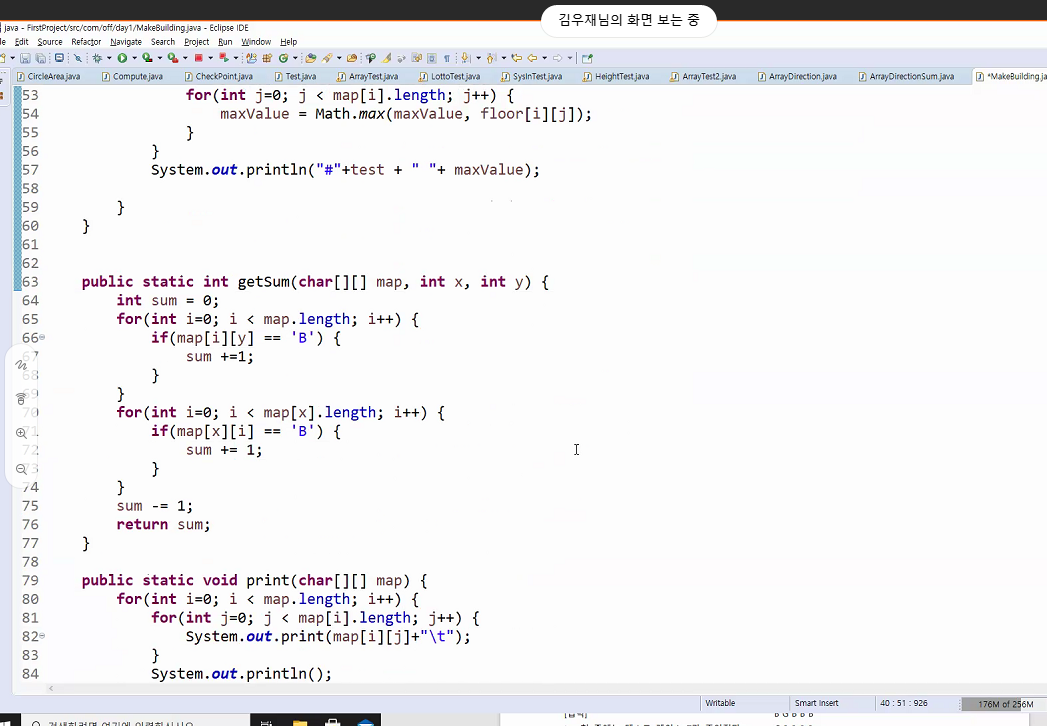 김우재님의 화면 보는 중
java - FirstProject/src/com/off/day1/MakeBuilding.java - Eclipse IDE
Edit Source Refactor Navigate Search Project Run Window Help
CircleArea.java Compute.java CheckPoint.java Test.java ArrayTest.java LottoTest.java SysInTest.java HeightTest.java ArrayTest2.java ArrayDirection.java ArrayDirectionSum.java *MakeBuilding.ja
53 for(int j=0; j < map[i].length; j++) {
54 maxValue = Math.max(maxValue, floor[i][j]);
55 }
56 }
57 System.out.println("#"+test + " "+ maxValue);
58
59 }
60 }
61
62
63 public static int getSum(char[][] map, int x, int y) {
64 int sum = 0;
65 for(int i=0; i < map.length; i++) {
66 if(map[i][y] == 'B') {
67 sum +=1;
68 }
69 }
70 for(int i=0; i < map[x].length; i++) {
71 if(map[x][i] == 'B') {
72 sum += 1;
73 }
74 }
75 sum -= 1;
76 return sum;
77 }
78
79 public static void print(char[][] map) {
80 for(int i=0; i < map.length; i++) {
81 for(int j=0; j < map[i].length; j++) {
82 System.out.print(map[i][j]+"\t");
83 }
84 System.out.println();
Writable Smart Insert 40 : 51 : 926 176M of 256M